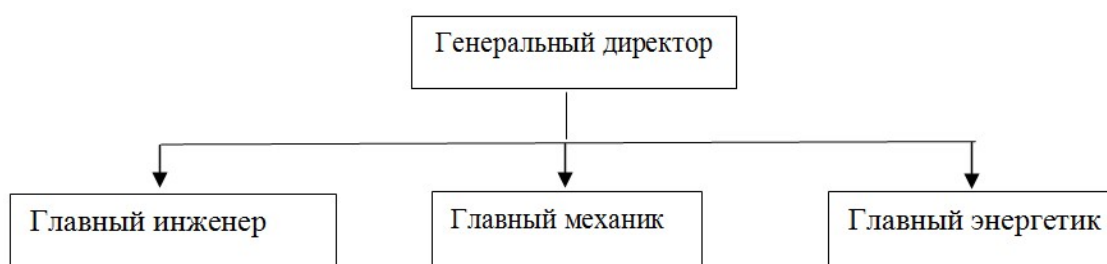 Генеральный директор
Главный инженер
Главный механик
Главный энергетик